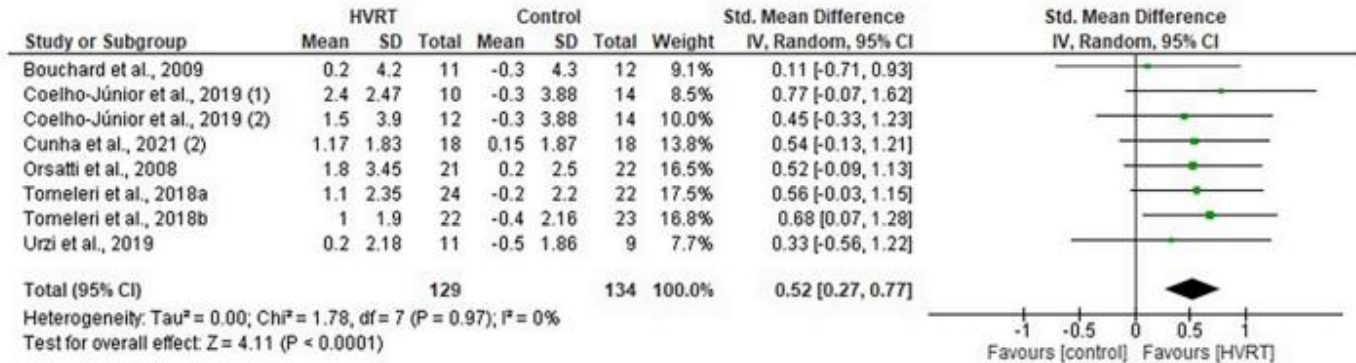 HVRT Control Std. Mean Difference Std. Mean Difference
Study or Subgroup Mean SD Total Mean SD Total Weight IV, Random, 95% CI IV, Random, 95% CI
Bouchard et al., 2009 0.2 4.2 11 -0.3 4.3 12 9.1% 0.11 [-0.71, 0.93]
Coelho-Júnior et al., 2019 (1) 2.4 2.47 10 -0.3 3.88 14 8.5% 0.77 [-0.07, 1.62]
Coelho-Júnior et al., 2019 (2) 1.5 3.9 12 -0.3 3.88 14 10.0% 0.45 [-0.33, 1.23]
Cunha et al., 2021 (2) 1.17 1.83 18 0.15 1.87 18 13.8% 0.54 [-0.13, 1.21]
Orsatti et al., 2008 1.8 3.45 21 0.2 2.5 22 16.5% 0.52 [-0.09, 1.13]
Tomeleri et al., 2018a 1.1 2.35 24 -0.2 2.2 22 17.5% 0.56 [-0.03, 1.15]
Tomeleri et al., 2018b 1 1.9 22 -0.4 2.16 23 16.8% 0.68 [0.07, 1.28]
Urzi et al., 2019 0.2 2.18 11 -0.5 1.86 9 7.7% 0.33 [-0.56, 1.22]
Total (95% CI) 129 134 100.0% 0.52 [0.27, 0.77]
Heterogeneity: Tau² = 0.00; Chi² = 1.78, df = 7 (P = 0.97); I² = 0%
Test for overall effect: Z = 4.11 (P < 0.0001)
-1 -0.5 0 0.5 1
Favours [control] Favours [HVRT]